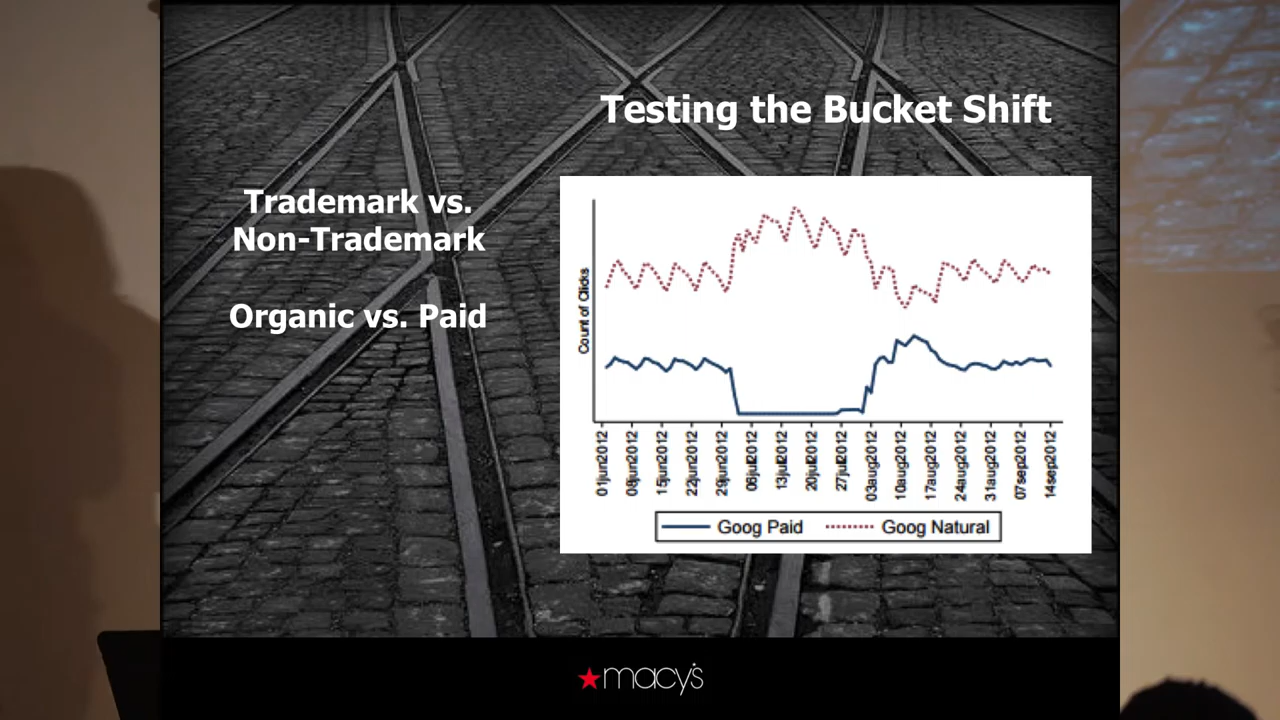 Testing the Bucket Shift
Trademark vs.
Non-Trademark
Organic vs. Paid
Count of Clicks
01jun2012
08jun2012
15jun2012
22jun2012
29jun2012
06jul2012
13jul2012
20jul2012
27jul2012
03aug2012
10aug2012
17aug2012
24aug2012
31aug2012
07sep2012
14sep2012
Goog Paid
Goog Natural
macy's